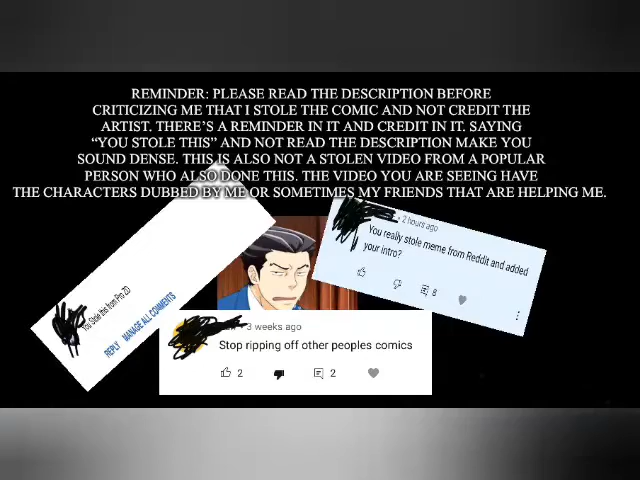 REMINDER: PLEASE READ THE DESCRIPTION BEFORE
CRITICIZING ME THAT I STOLE THE COMIC AND NOT CREDIT THE
ARTIST. THERE'S A REMINDER IN IT AND CREDIT IN IT. SAYING
“YOU STOLE THIS” AND NOT READ THE DESCRIPTION MAKE YOU
SOUND DENSE. THIS IS ALSO NOT A STOLEN VIDEO FROM A POPULAR
PERSON WHO ALSO DONE THIS. THE VIDEO YOU ARE SEEING HAVE
THE CHARACTERS DUBBED BY ME OR SOMETIMES MY FRIENDS THAT ARE HELPING ME.
• 2 hours ago
You really stole meme from Reddit and added
your intro?
8
You Stole this from Pro ZD
REPLY MANAGE ALL COMMENTS
• 3 weeks ago
Stop ripping off other peoples comics
2 2